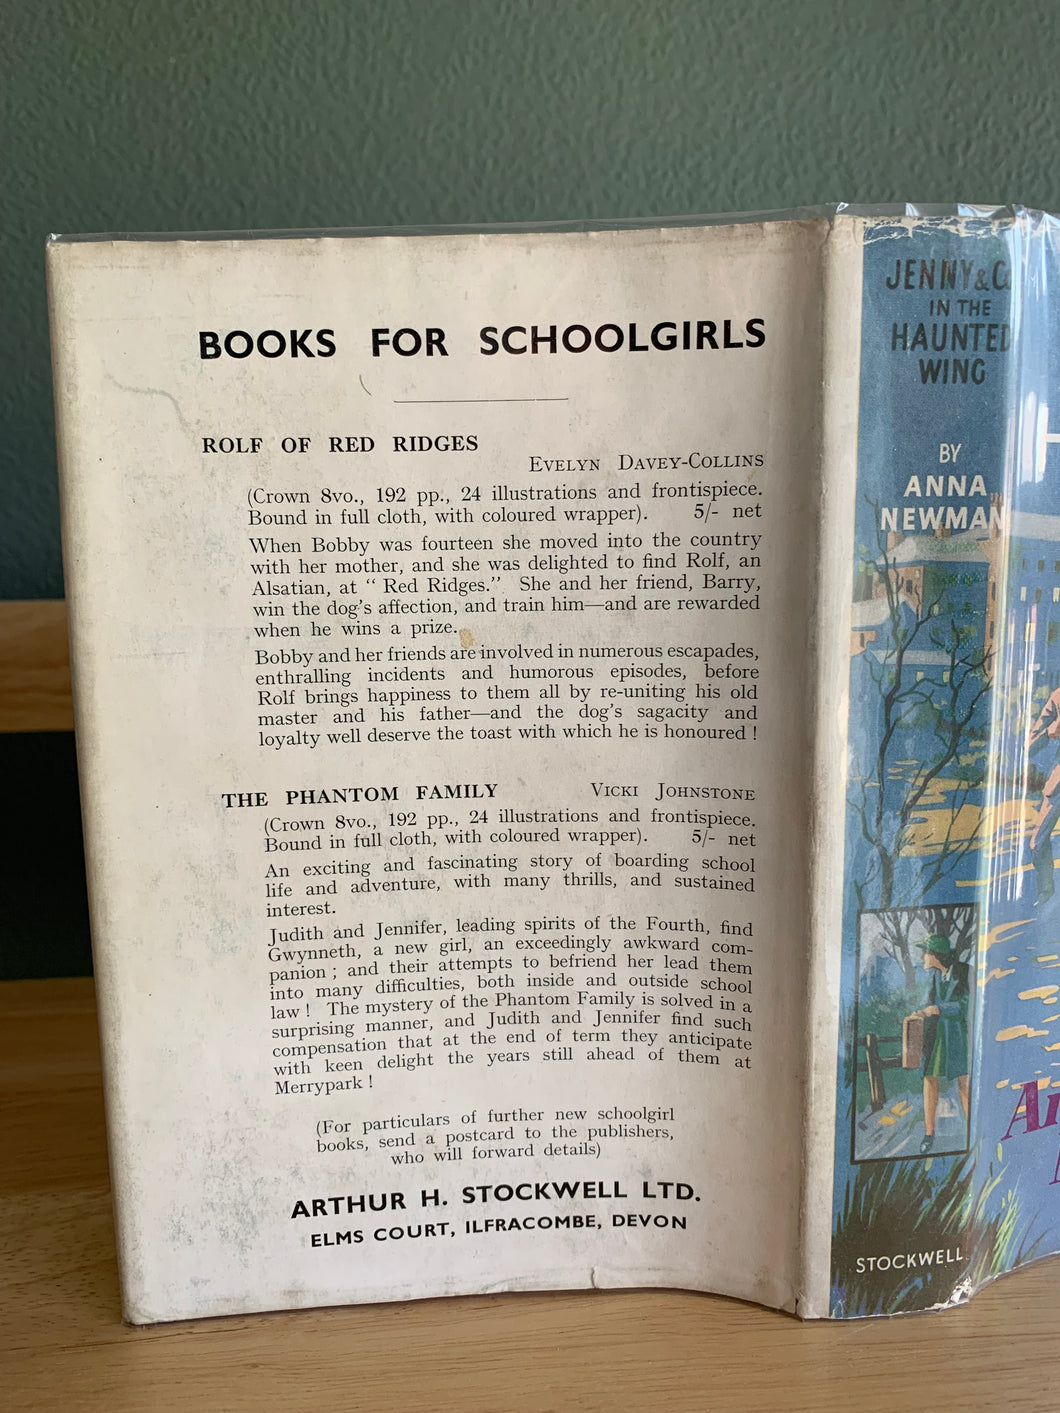 BOOKS FOR SCHOOLGIRLS
ROLF OF RED RIDGES
EVELYN DAVEY-COLLINS
(Crown 8vo., 192 pp., 24 illustrations and frontispiece.
Bound in full cloth, with coloured wrapper). 5/- net
When Bobby was fourteen she moved into the country
with her mother, and she was delighted to find Rolf, an
Alsatian, at “ Red Ridges.” She and her friend, Barry,
win the dog's affection, and train him—and are rewarded
when he wins a prize.
Bobby and her friends are involved in numerous escapades,
enthralling incidents and humorous episodes, before
Rolf brings happiness to them all by re-uniting his old
master and his father—and the dog's sagacity and
loyalty well deserve the toast with which he is honoured !
THE PHANTOM FAMILY VICKI JOHNSTONE
(Crown 8vo., 192 pp., 24 illustrations and frontispiece.
Bound in full cloth, with coloured wrapper). 5/- net
An exciting and fascinating story of boarding school
life and adventure, with many thrills, and sustained
interest.
Judith and Jennifer, leading spirits of the Fourth, find
Gwynneth, a new girl, an exceedingly awkward com-
panion ; and their attempts to befriend her lead them
into many difficulties, both inside and outside school
law ! The mystery of the Phantom Family is solved in a
surprising manner, and Judith and Jennifer find such
compensation that at the end of term they anticipate
with keen delight the years still ahead of them at
Merrypark !
(For particulars of further new schoolgirl
books, send a postcard to the publishers,
who will forward details)
ARTHUR H. STOCKWELL LTD.
ELMS COURT, ILFRACOMBE, DEVON
JENNY & CO
IN THE
HAUNTED
WING
BY
ANNA
NEWMAN
STOCKWELL